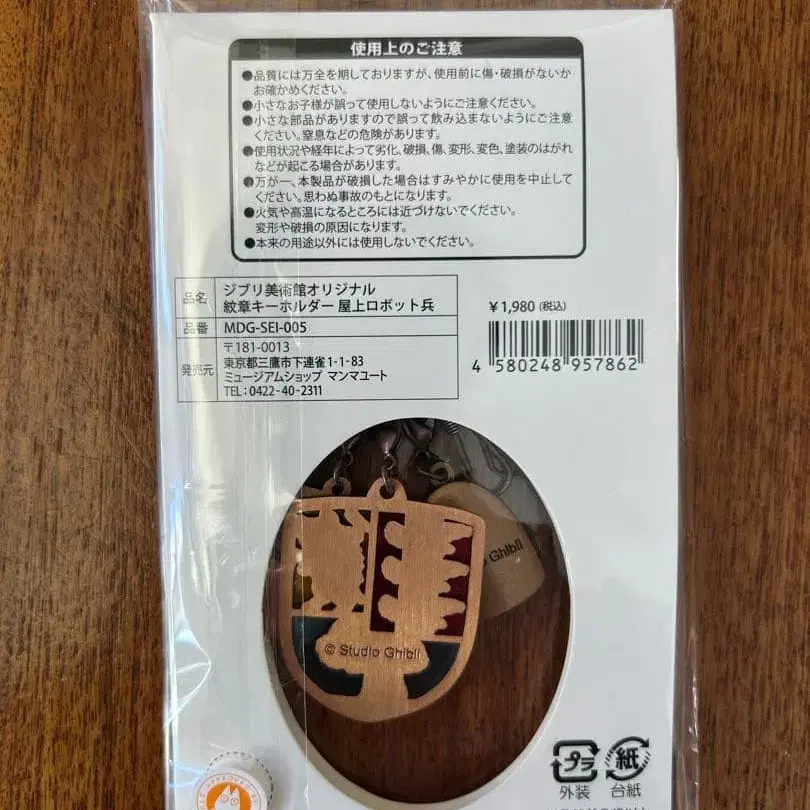 使用上のご注意
●品質には万全を期しておりますが、使用前に傷・破損がないか
お確かめください。
●小さなお子様が誤って使用しないようにご注意ください。
●小さな部品がありますので誤って飲み込まないようにご注意
ください。窒息などの危険があります。
●使用状況や経年によって劣化、破損、傷、変形、変色、塗装のはがれ
などが起こる場合があります。
●万が一、本製品が破損した場合はすみやかに使用を中止して
ください。思わぬ事故のもとになります。
●火気や高温になるところには近づけないでください。
変形や破損の原因になります。
●本来の用途以外には使用しないでください。
品名 ジブリ美術館オリジナル
紋章キーホルダー 屋上ロボット兵
品番 MDG-SEI-005
発売元 〒181-0013
東京都三鷹市下連雀1-1-83
ミュージアムショップ マンマユート
TEL:0422-40-2311
¥1,980 (税込)
4 580248 957862
Ghibli
© Studio Ghibli
プラ
外装
紙
台紙